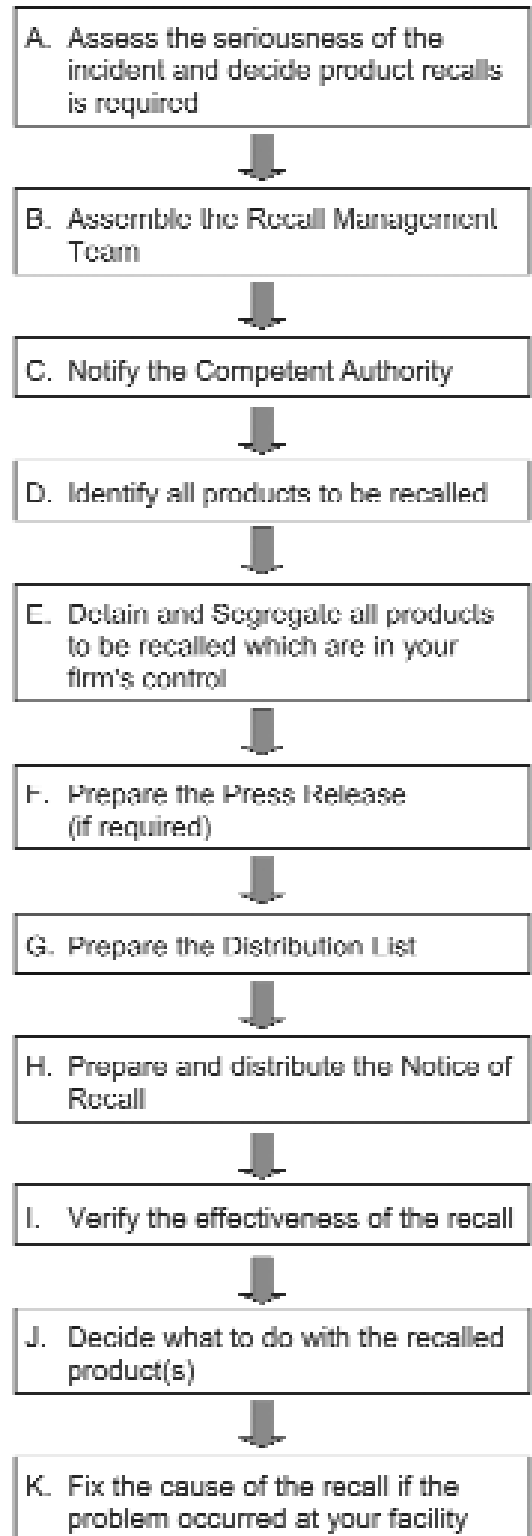 A. Assess the seriousness of the
incident and decide product recalls
is required
B. Assemble the Recall Management
Team
C. Notify the Competent Authority
D. Identify all products to be recalled
E. Detain and Segregate all products
to be recalled which are in your
firm's control
F. Prepare the Press Release
(if required)
G. Prepare the Distribution List
H. Prepare and distribute the Notice of
Recall
I. Verify the effectiveness of the recall
J. Decide what to do with the recalled
product(s)
K. Fix the cause of the recall if the
problem occurred at your facility